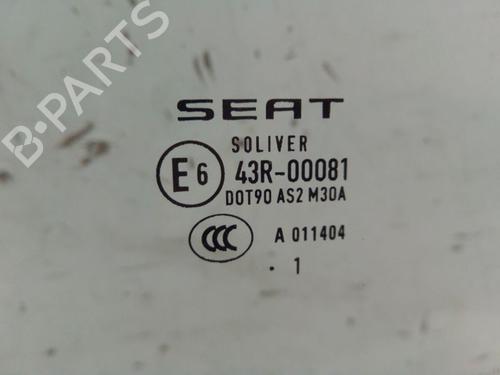 B-PARTS
SEAT
SOLIVER
E6 43R-00081
DOT90 AS2 M30A
CCC A 011404
. 1